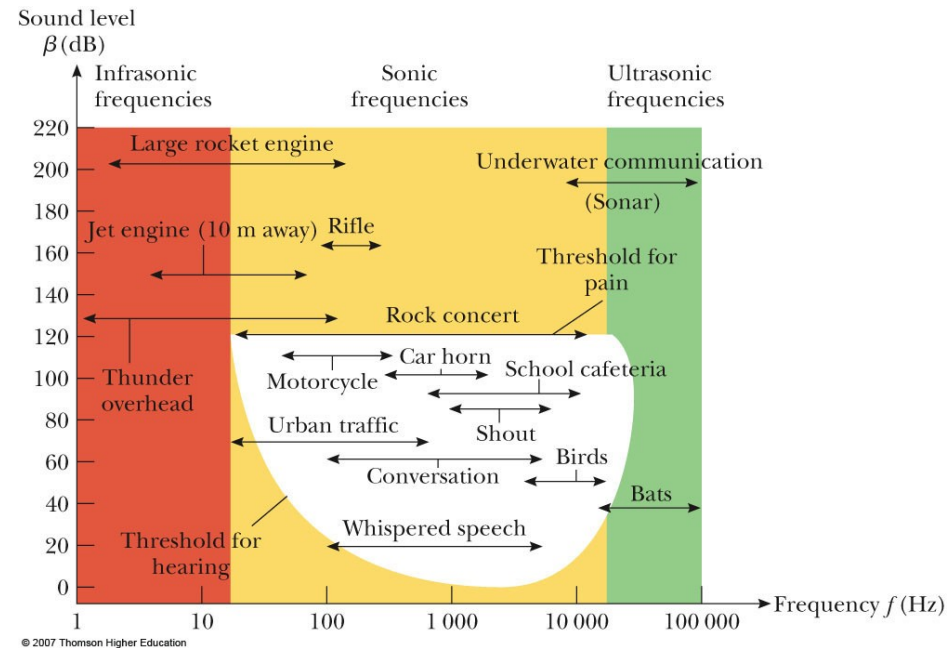 Sound level
β (dB)
Infrasonic
frequencies
Sonic
frequencies
Ultrasonic
frequencies
220
Large rocket engine
200
Underwater communication
(Sonar)
180
Jet engine (10 m away)
Rifle
160
Threshold for
pain
140
Rock concert
120
Car horn
100
Motorcycle
School cafeteria
Thunder
overhead
80
Shout
Urban traffic
60
Birds
Conversation
40
Bats
Whispered speech
Threshold for
hearing
20
0
1
10
100
1 000
10 000
100 000
Frequency f (Hz)
© 2007 Thomson Higher Education